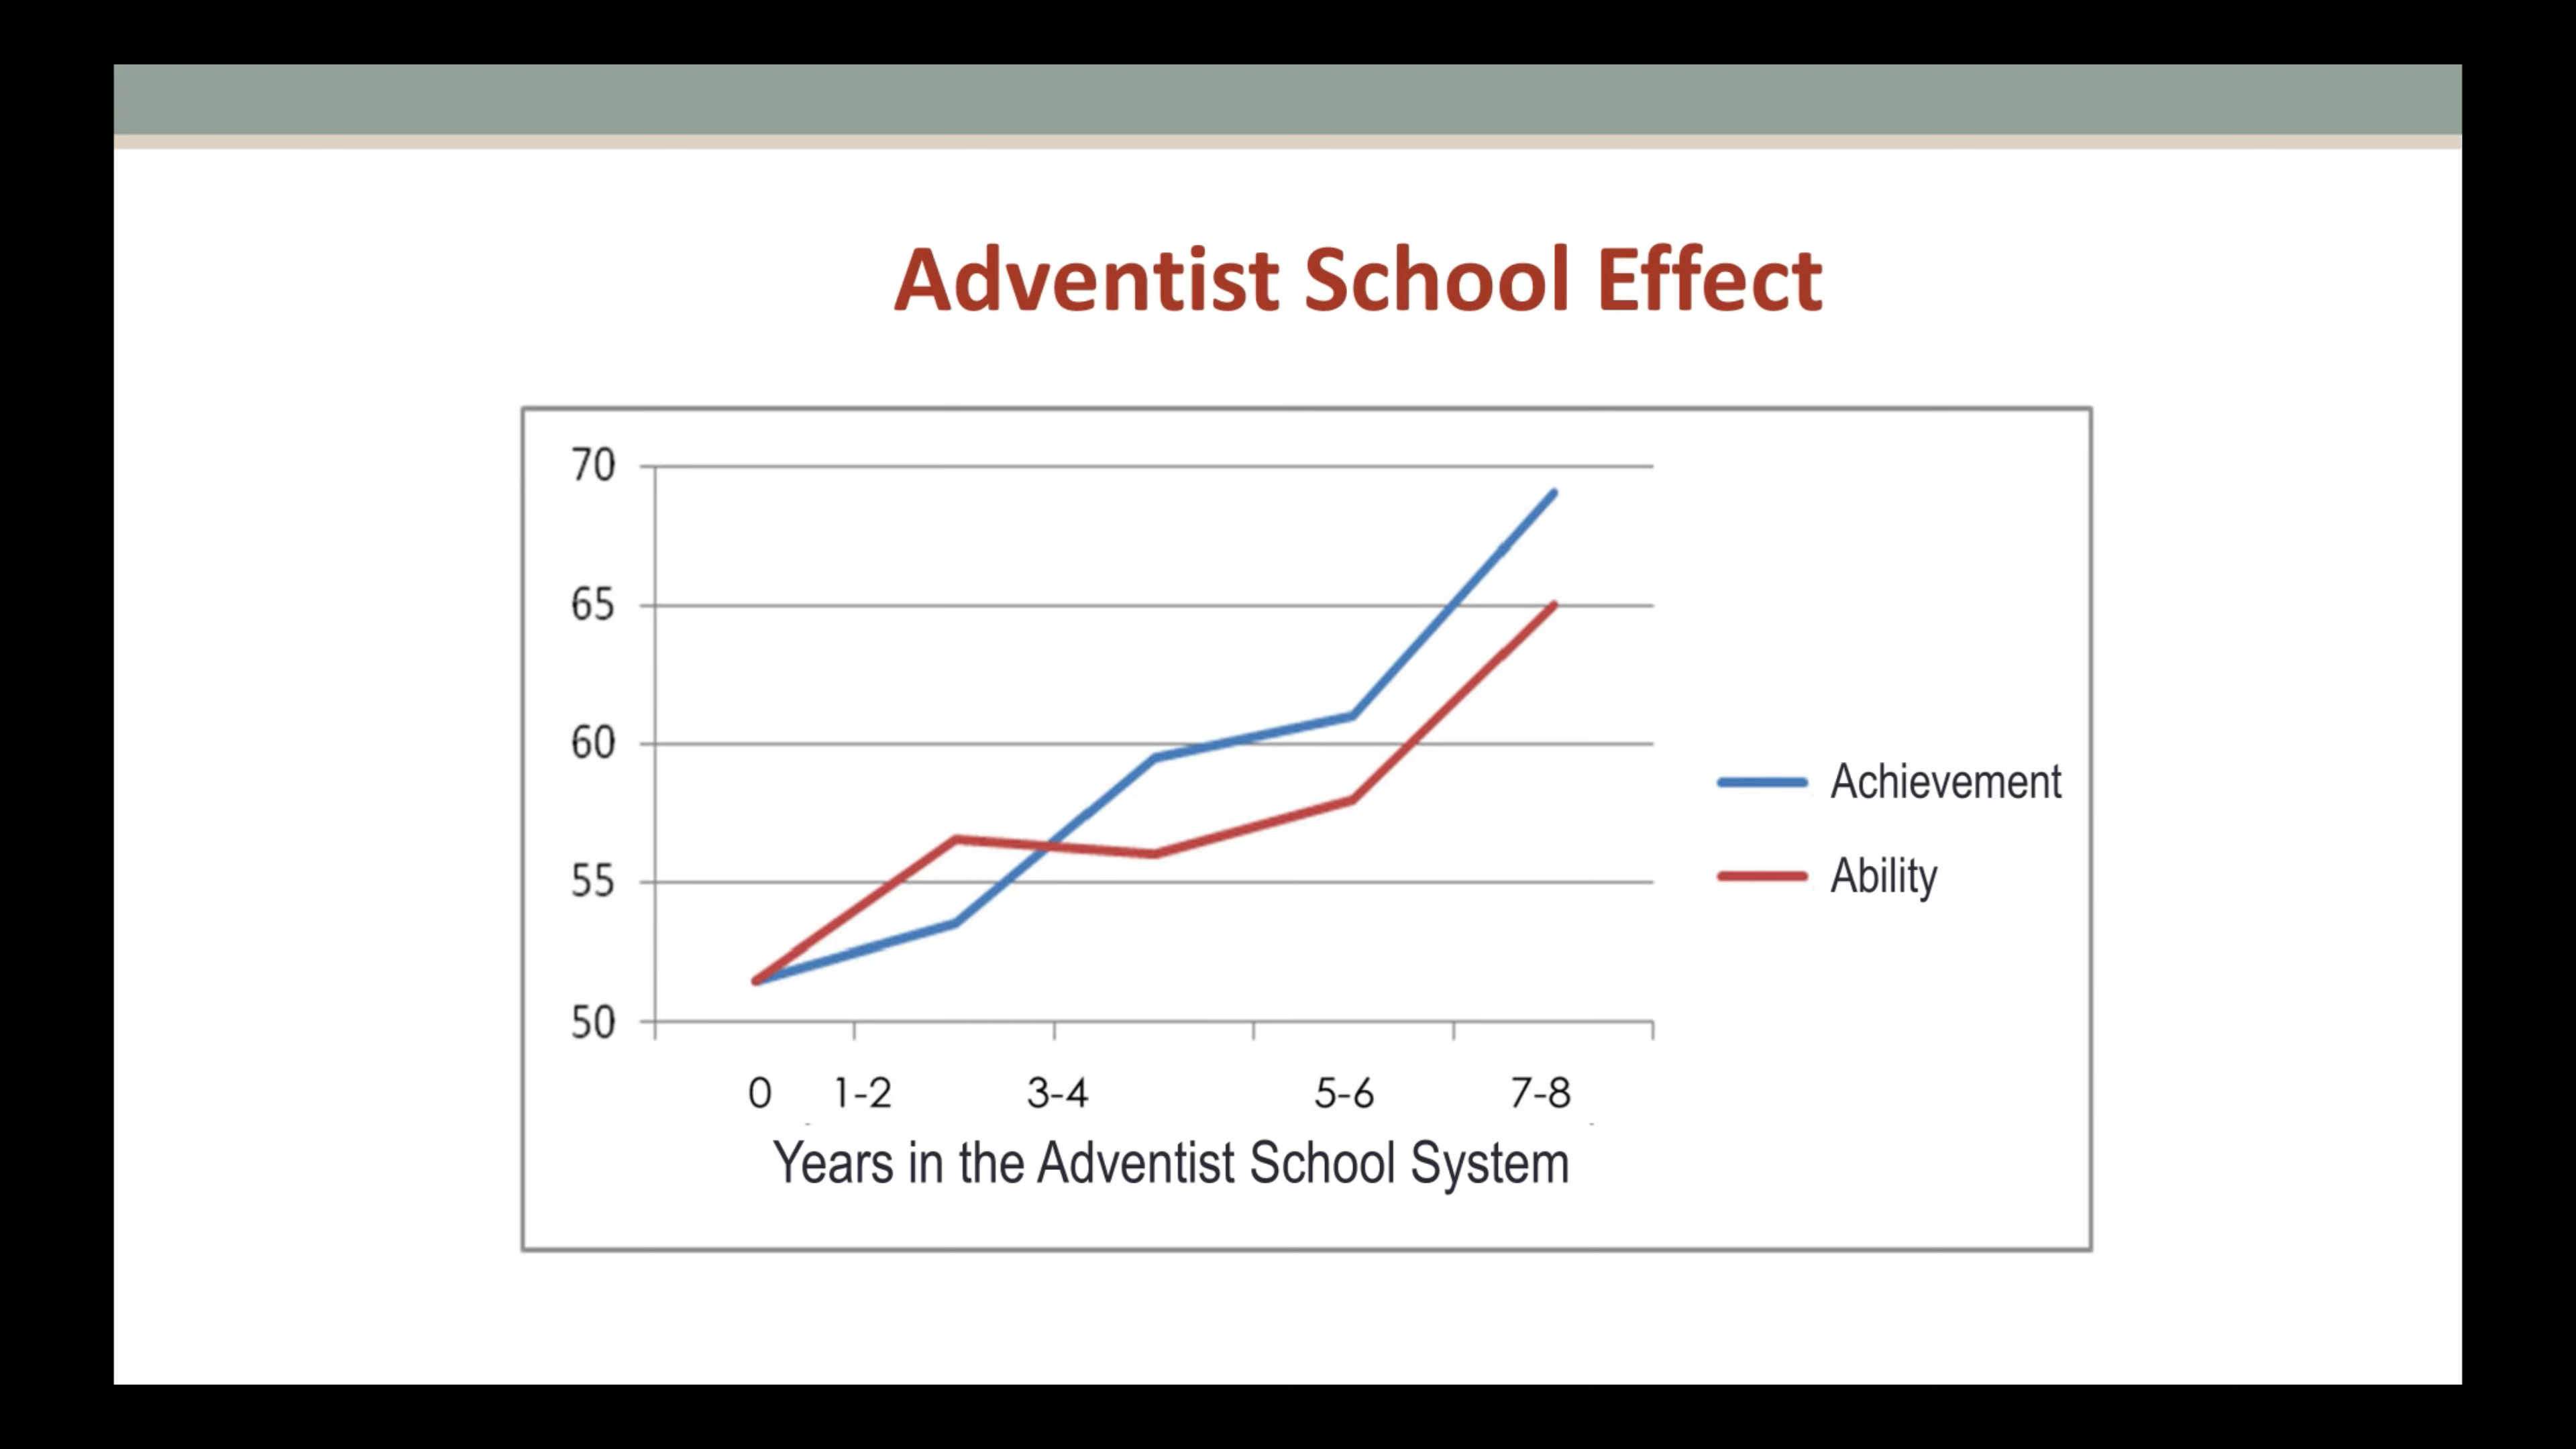 Adventist School Effect
70
65
60
55
50
Achievement
Ability
0 1-2 3-4 5-6 7-8
Years in the Adventist School System